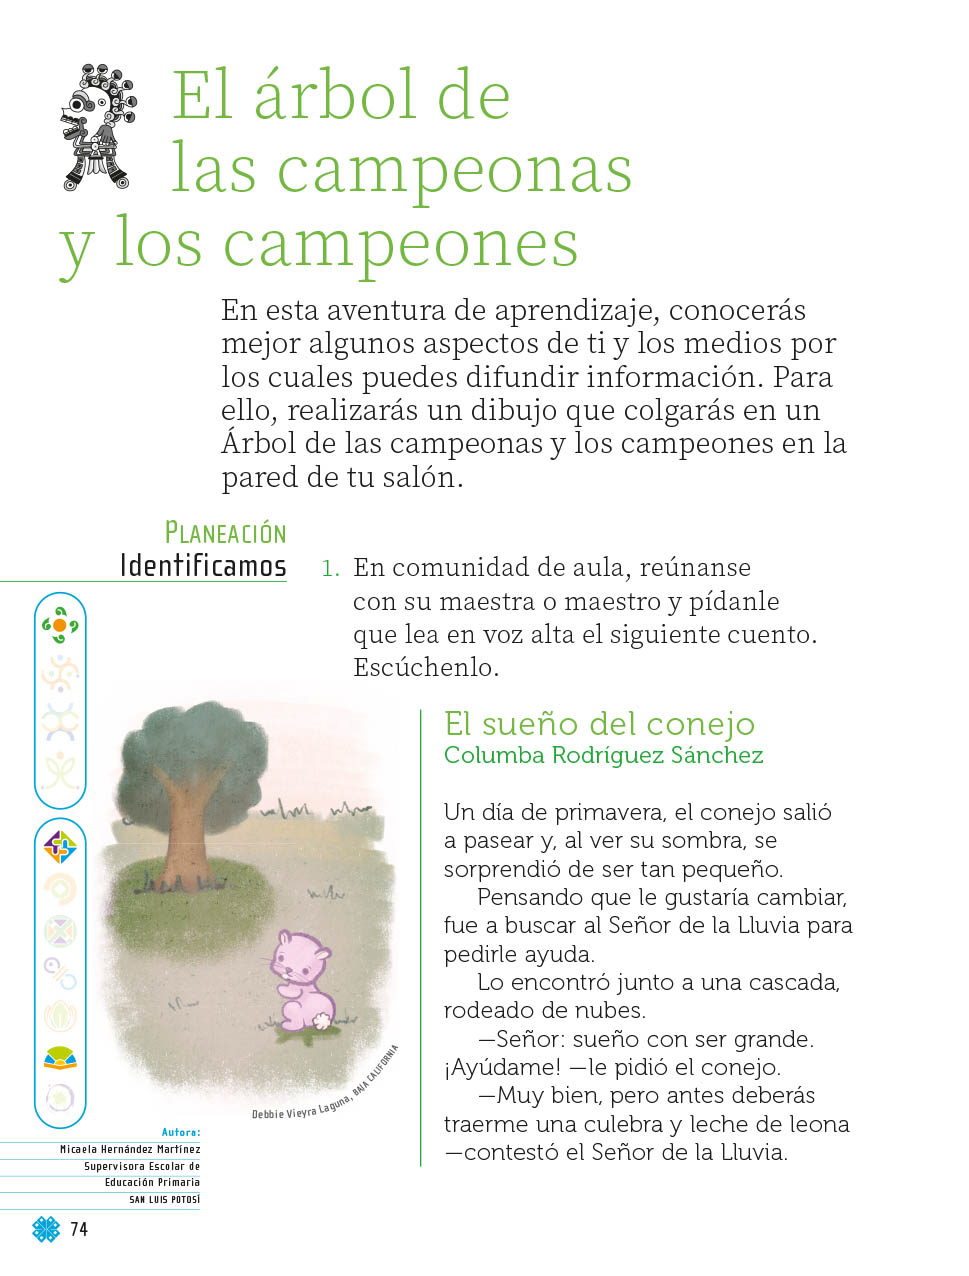 El árbol de
las campeonas
y los campeones
En esta aventura de aprendizaje, conocerás
mejor algunos aspectos de ti y los medios por
los cuales puedes difundir información. Para
ello, realizarás un dibujo que colgarás en un
Árbol de las campeonas y los campeones en la
pared de tu salón.
Planeación
Identificamos
1. En comunidad de aula, reúnanse
con su maestra o maestro y pídanle
que lea en voz alta el siguiente cuento.
Escúchenlo.
El sueño del conejo
Columba Rodríguez Sánchez
Un día de primavera, el conejo salió
a pasear y, al ver su sombra, se
sorprendió de ser tan pequeño.
Pensando que le gustaría cambiar,
fue a buscar al Señor de la Lluvia para
pedirle ayuda.
Lo encontró junto a una cascada,
rodeado de nubes.
—Señor: sueño con ser grande.
¡Ayúdame! —le pidió el conejo.
—Muy bien, pero antes deberás
traerme una culebra y leche de leona
—contestó el Señor de la Lluvia.
Debbie Vieyra Laguna, BAJA CALIFORNIA
Autora:
Micaela Hernández Martínez
Supervisora Escolar de
Educación Primaria
SAN LUIS POTOSÍ
74